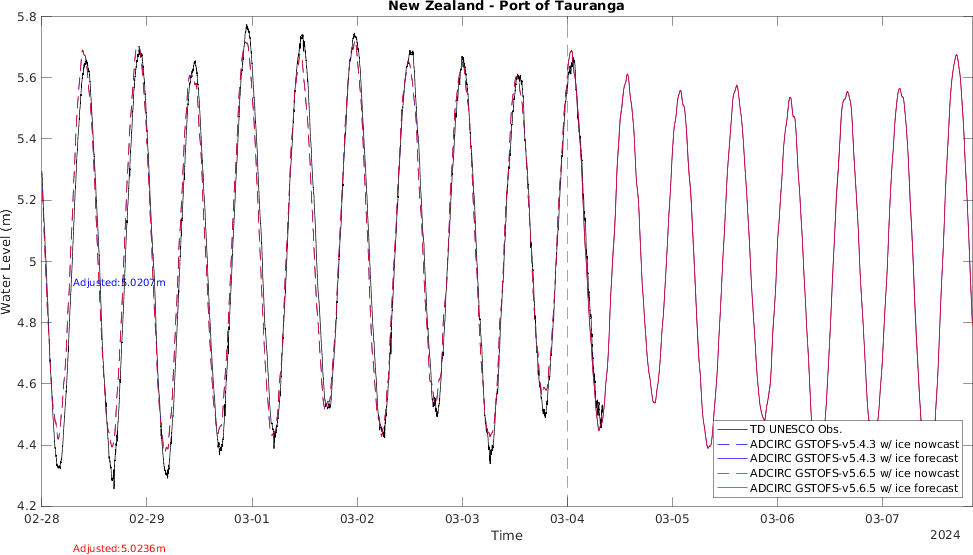 New Zealand - Port of Tauranga
5.8
5.6
5.4
5.2
5
4.8
4.6
4.4
4.2
Water Level (m)
Adjusted:5.0207m
TD UNESCO Obs.
ADCIRC GSTOFS-v5.4.3 w/ ice nowcast
ADCIRC GSTOFS-v5.4.3 w/ ice forecast
ADCIRC GSTOFS-v5.6.5 w/ ice nowcast
ADCIRC GSTOFS-v5.6.5 w/ ice forecast
02-28 02-29 03-01 03-02 03-03 03-04 03-05 03-06 03-07
Time
2024
Adjusted:5.0236m